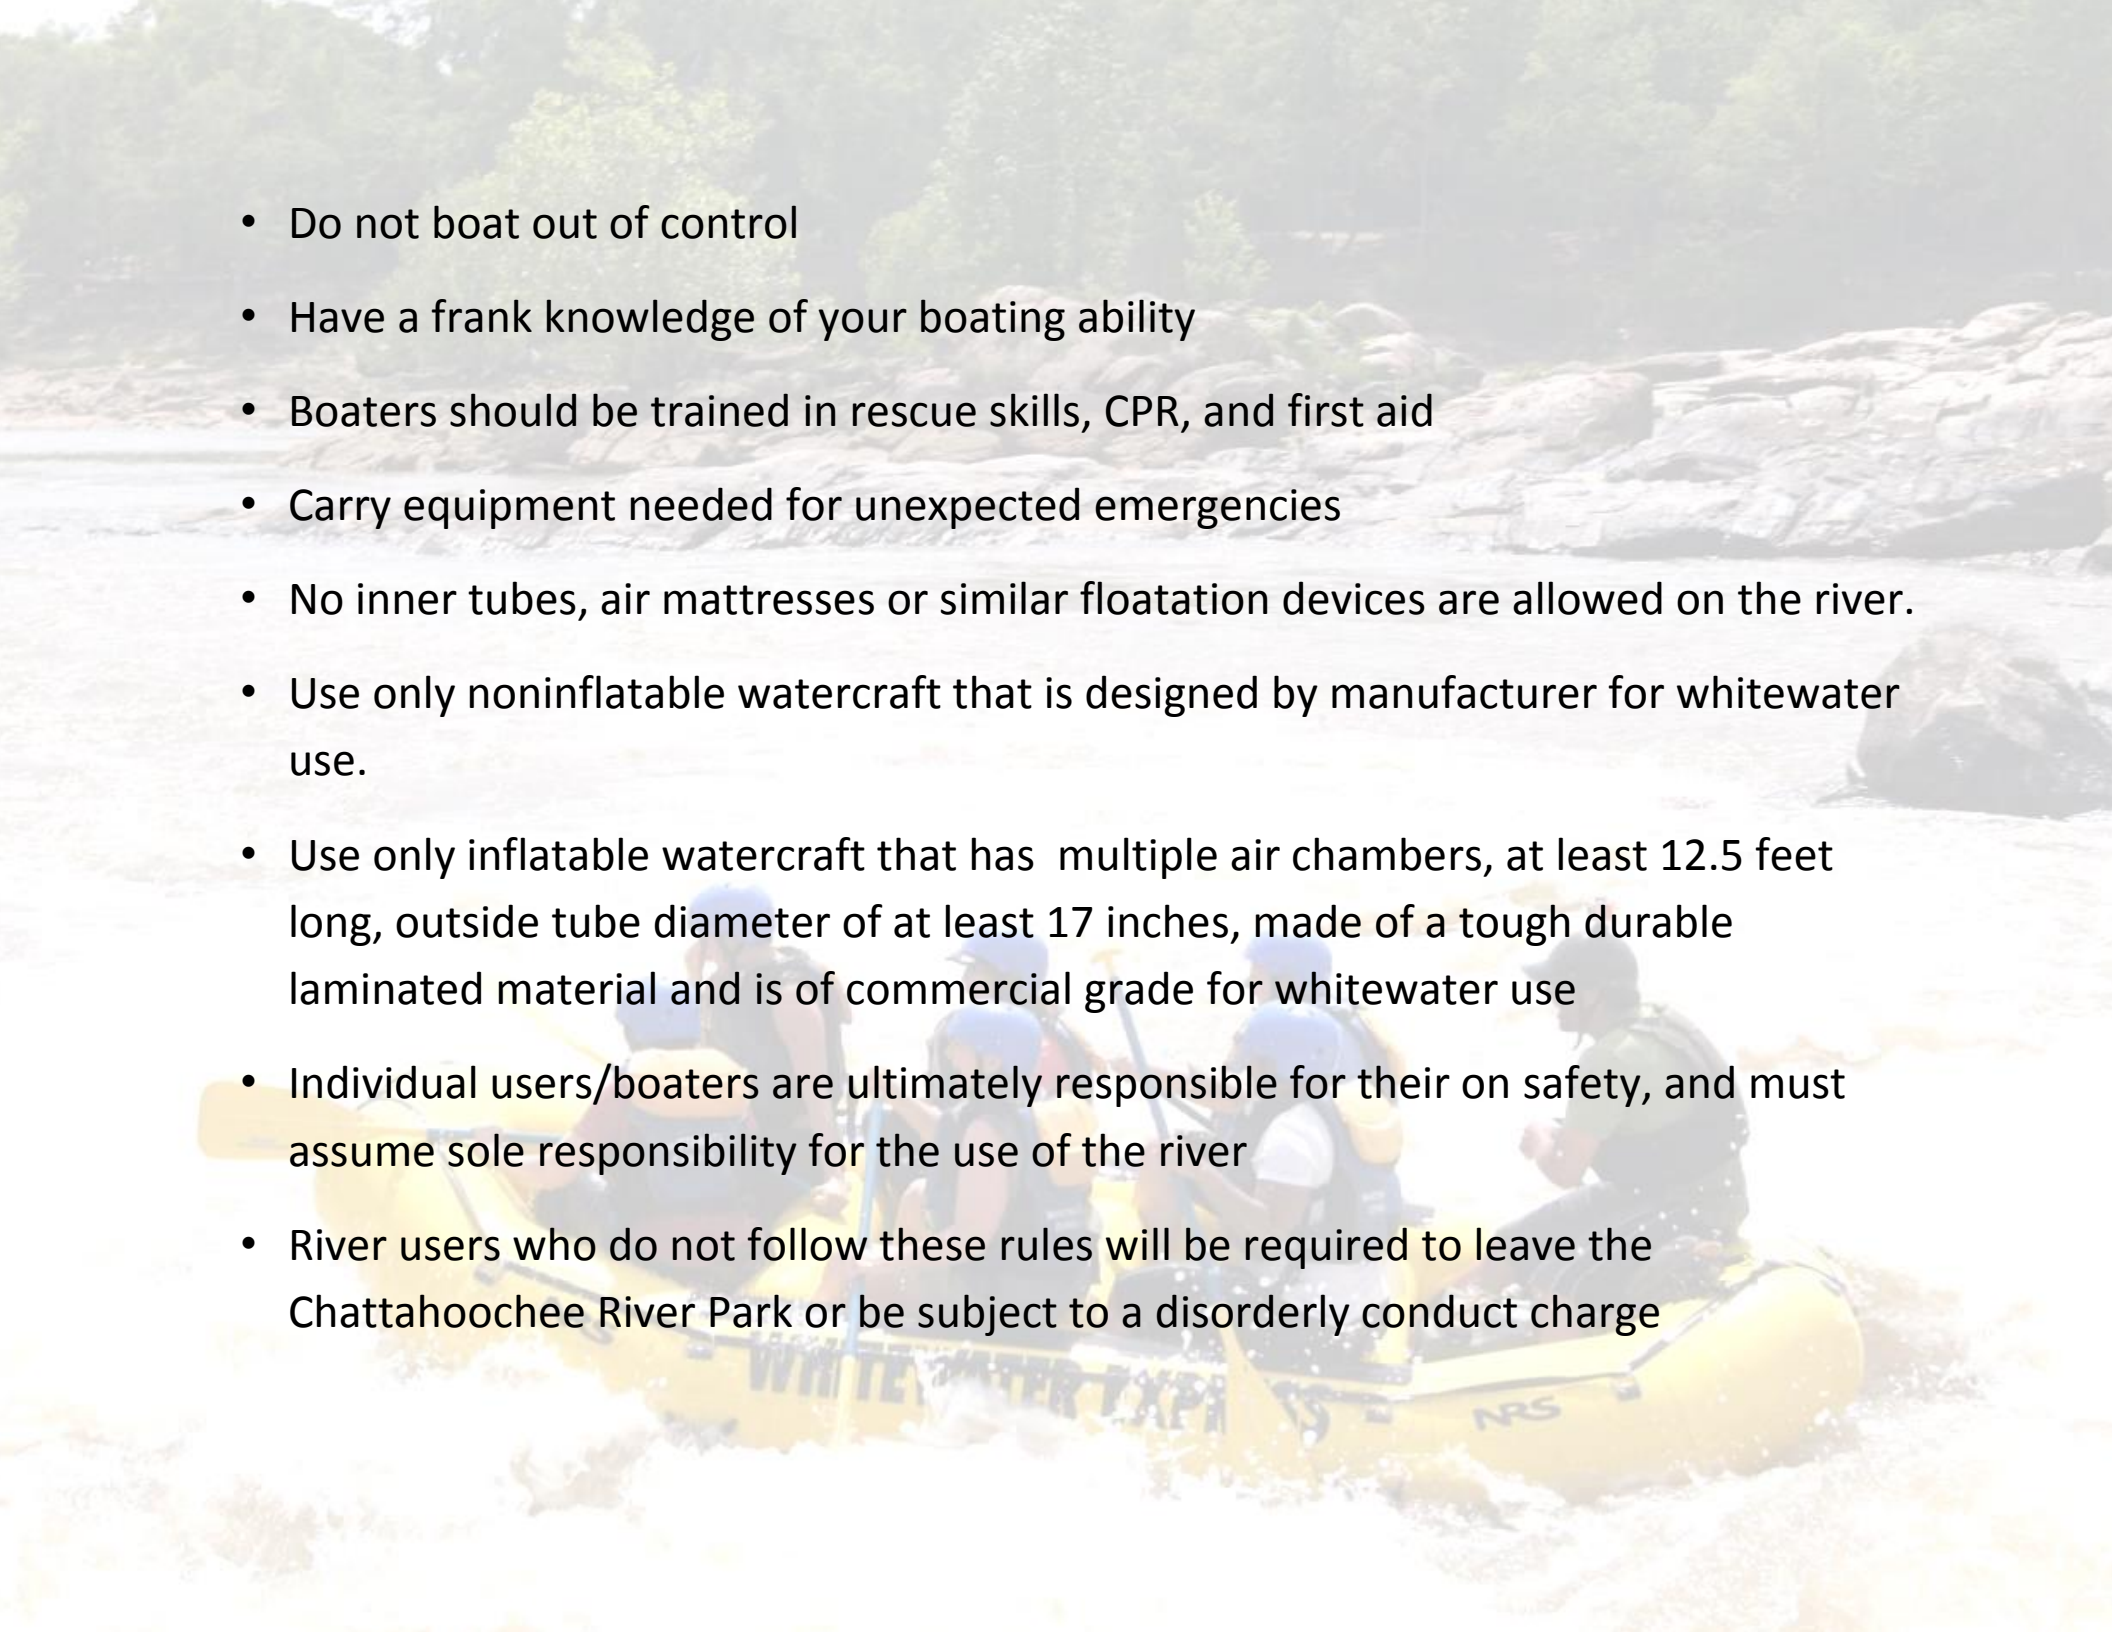 • Do not boat out of control
• Have a frank knowledge of your boating ability
• Boaters should be trained in rescue skills, CPR, and first aid
• Carry equipment needed for unexpected emergencies
• No inner tubes, air mattresses or similar floatation devices are allowed on the river.
• Use only noninflatable watercraft that is designed by manufacturer for whitewater
use.
• Use only inflatable watercraft that has  multiple air chambers, at least 12.5 feet
long, outside tube diameter of at least 17 inches, made of a tough durable
laminated material and is of commercial grade for whitewater use
• Individual users/boaters are ultimately responsible for their on safety, and must
assume sole responsibility for the use of the river
• River users who do not follow these rules will be required to leave the
Chattahoochee River Park or be subject to a disorderly conduct charge
WHITEWATER EXPRESS
NRS